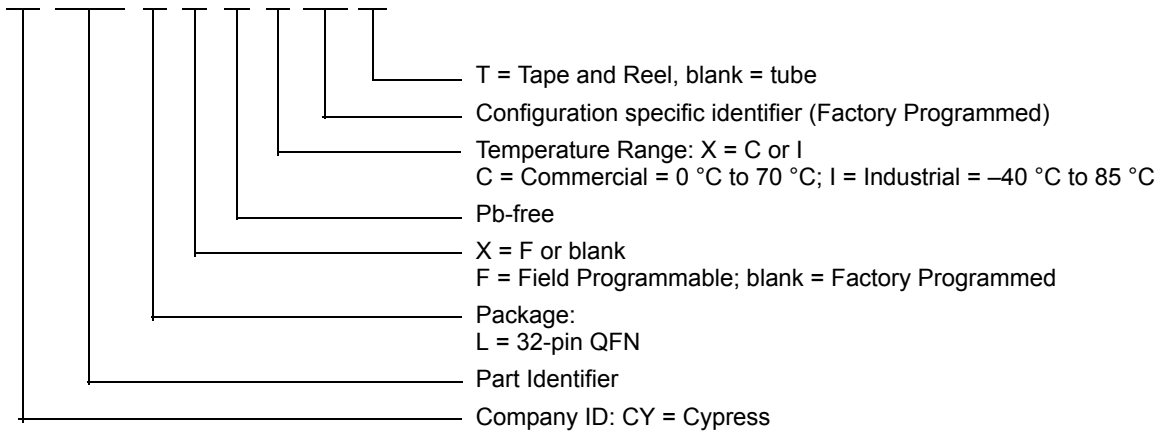 T = Tape and Reel, blank = tube
Configuration specific identifier (Factory Programmed)
Temperature Range: X = C or I
C = Commercial = 0 °C to 70 °C; I = Industrial = –40 °C to 85 °C
Pb-free
X = F or blank
F = Field Programmable; blank = Factory Programmed
Package:
L = 32-pin QFN
Part Identifier
Company ID: CY = Cypress